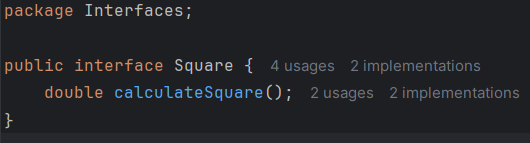 package Interfaces;
public interface Square { 4 usages 2 implementations
double calculateSquare(); 2 usages 2 implementations
}